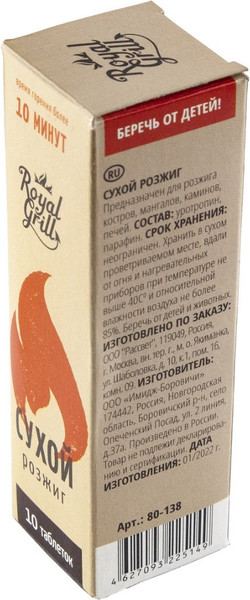 Royal
Grill
время горения более
10 МИНУТ
Royal
Grill
СУХОЙ
розжиг
10 таблеток
БЕРЕЧЬ ОТ ДЕТЕЙ!
RU
СУХОЙ РОЗЖИГ
Предназначен для розжига
костров, мангалов, каминов,
печей. СОСТАВ: уротропин,
парафин. СРОК ХРАНЕНИЯ:
неограничен. Хранить в сухом
проветриваемом месте, вдали
от огня и нагревательных
приборов при температуре не
выше 40С° и относительной
влажности воздуха не более
85%. Беречь от детей и животных.
ИЗГОТОВЛЕНО ПО ЗАКАЗУ:
ООО "Рассвет", 119049, Россия,
г. Москва, вн. тер. г., м.о. Якиманка,
ул. Шаболовка, д. 10, к.1, пом. 16,
ком. 09. ИЗГОТОВИТЕЛЬ:
ООО «Имидж-Боровичи»
174442, Россия, Новгородская
область, Боровичский р-н, село
Опеченский Посад, ул. 2 линия,
д.37а. Произведено в России.
Товар не подлежит декларирова-
нию и сертификации. ДАТА
ИЗГОТОВЛЕНИЯ: 01/2022 г.
Арт.: 80-138
4 627093 225149